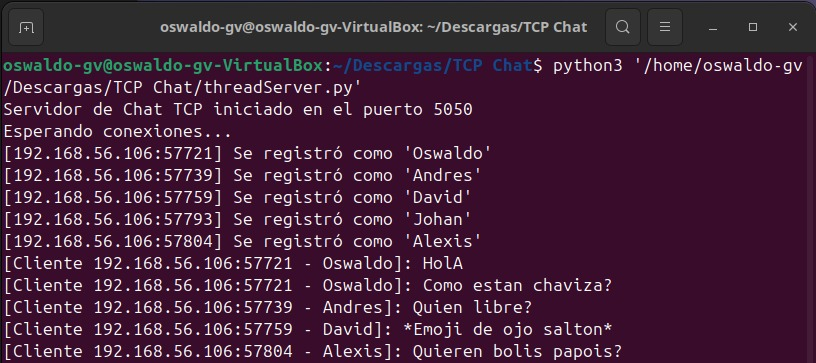 oswaldo-gv@oswaldo-gv-VirtualBox: ~/Descargas/TCP Chat
oswaldo-gv@oswaldo-gv-VirtualBox:~/Descargas/TCP Chat$ python3 '/home/oswaldo-gv
/Descargas/TCP Chat/threadServer.py'
Servidor de Chat TCP iniciado en el puerto 5050
Esperando conexiones...
[192.168.56.106:57721] Se registró como 'Oswaldo'
[192.168.56.106:57739] Se registró como 'Andres'
[192.168.56.106:57759] Se registró como 'David'
[192.168.56.106:57793] Se registró como 'Johan'
[192.168.56.106:57804] Se registró como 'Alexis'
[Cliente 192.168.56.106:57721 - Oswaldo]: HolA
[Cliente 192.168.56.106:57721 - Oswaldo]: Como estan chaviza?
[Cliente 192.168.56.106:57739 - Andres]: Quien libre?
[Cliente 192.168.56.106:57759 - David]: *Emoji de ojo salton*
[Cliente 192.168.56.106:57804 - Alexis]: Quieren bolis papois?